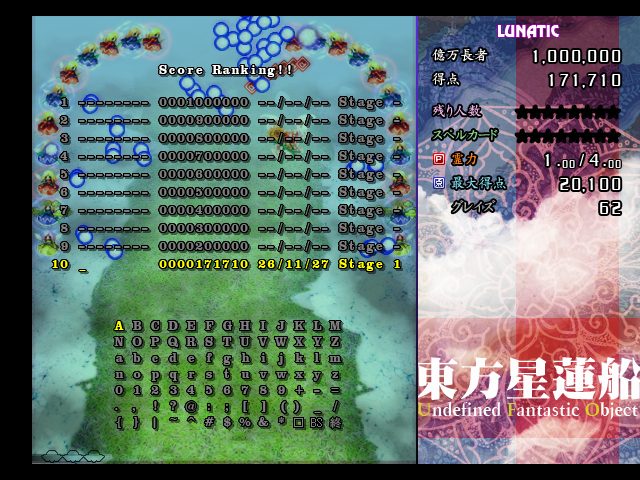 Score Ranking!!
1 -------- 0001000000 --/--/-- Stage -
2 -------- 0000900000 --/--/-- Stage -
3 -------- 0000800000 --/--/-- Stage -
4 -------- 0000700000 --/--/-- Stage -
5 -------- 0000600000 --/--/-- Stage -
6 -------- 0000500000 --/--/-- Stage -
7 -------- 0000400000 --/--/-- Stage -
8 -------- 0000300000 --/--/-- Stage -
9 -------- 0000200000 --/--/-- Stage -
10 _ 0000171710 26/11/27 Stage 1
A B C D E F G H I J K L M
N O P Q R S T U V W X Y Z
a b c d e f g h i j k l m
n o p q r s t u v w x y z
0 1 2 3 4 5 6 7 8 9 + - =
. , ! ? @ : ; [ ] ( ) _ /
{ } | ~ ^ # $ % & * □ BS 終
LUNATIC
億万長者 1,000,000
得点 171,710
残り人数 ★★★★★★★★
スペルカード ★★★★★★★★
P 霊力 1.00/4.00
点 最大得点 20,100
グレイズ 62
東方星蓮船
Undefined Fantastic Object